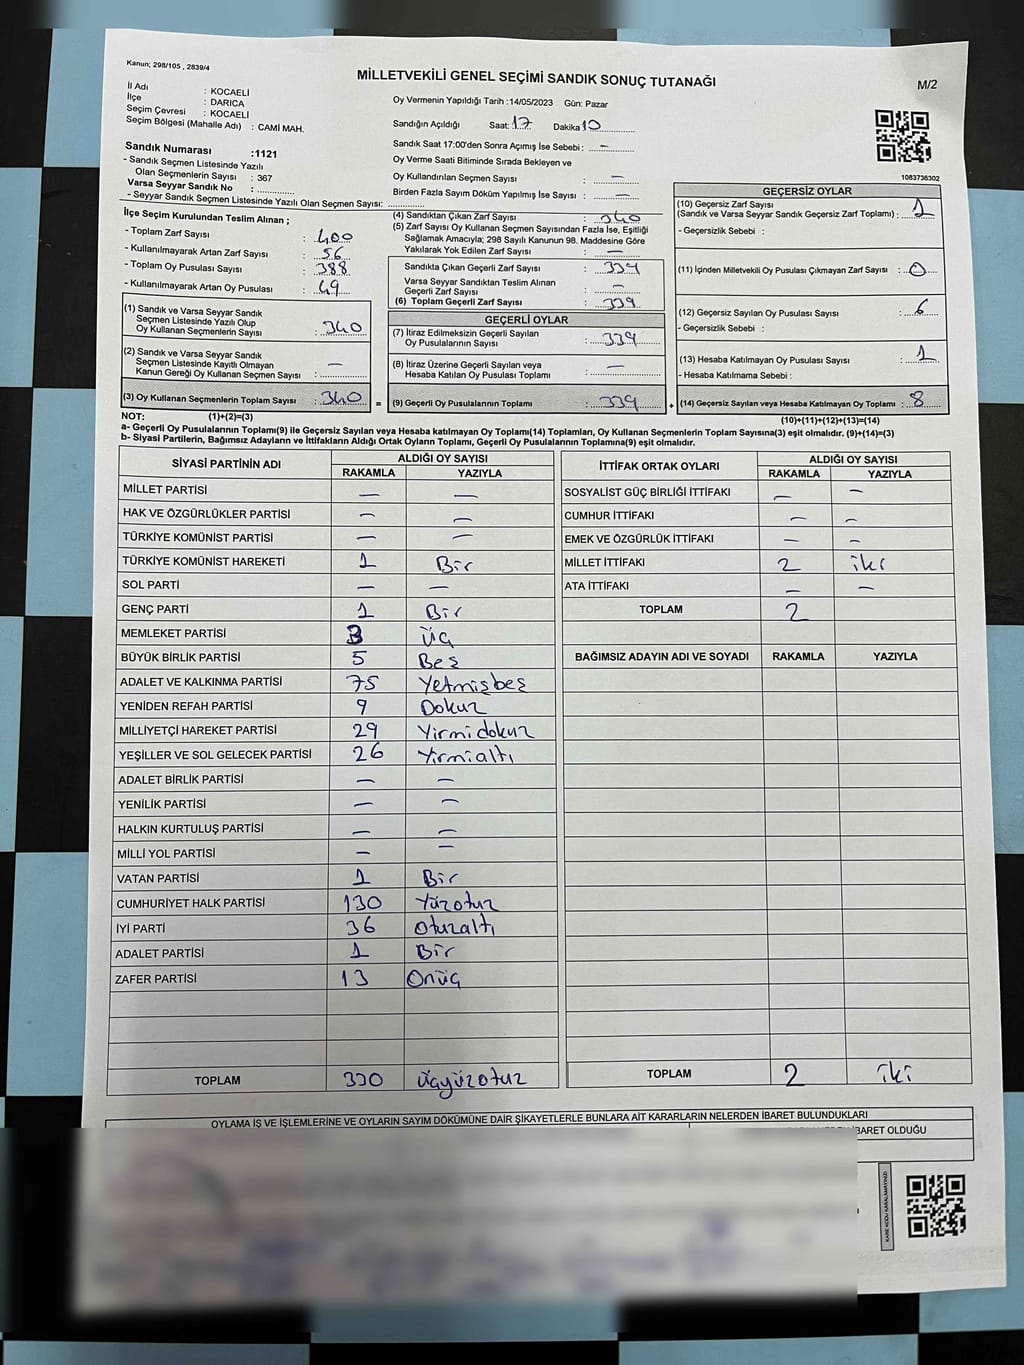 Kanun; 298/105 , 2839/4
MİLLETVEKİLİ GENEL SEÇİMİ SANDIK SONUÇ TUTANAĞI
M/2
İl Adı : KOCAELİ
İlçe : DARICA
Seçim Çevresi : KOCAELİ
Seçim Bölgesi (Mahalle Adı) : CAMİ MAH.
Sandık Numarası :1121
- Sandık Seçmen Listesinde Yazılı
Olan Seçmenlerin Sayısı : 367
Varsa Seyyar Sandık No :
- Seyyar Sandık Seçmen Listesinde Yazılı Olan Seçmen Sayısı:
Oy Vermenin Yapıldığı Tarih :14/05/2023 Gün: Pazar
Sandığın Açıldığı Saat: 17 Dakika 10
Sandık Saat 17:00'den Sonra Açımış İse Sebebi : —
Oy Verme Saati Bitiminde Sırada Bekleyen ve
Oy Kullandırılan Seçmen Sayısı : —
Birden Fazla Sayım Döküm Yapılmış İse Sayısı : —
1083736302
İlçe Seçim Kurulundan Teslim Alınan ;
- Toplam Zarf Sayısı : 400
- Kullanılmayarak Artan Zarf Sayısı : 56
- Toplam Oy Pusulası Sayısı : 388
- Kullanılmayarak Artan Oy Pusulası : 49
(1) Sandık ve Varsa Seyyar Sandık
Seçmen Listesinde Yazılı Olup
Oy Kullanan Seçmenlerin Sayısı : 340
(2) Sandık ve Varsa Seyyar Sandık
Seçmen Listesinde Kayıtlı Olmayan
Kanun Gereği Oy Kullanan Seçmen Sayısı : —
(3) Oy Kullanan Seçmenlerin Toplam Sayısı : 340 =
(4) Sandıktan Çıkan Zarf Sayısı : 340
(5) Zarf Sayısı Oy Kullanan Seçmen Sayısından Fazla İse, Eşitliği
Sağlamak Amacıyla; 298 Sayılı Kanunun 98. Maddesine Göre
Yakılarak Yok Edilen Zarf Sayısı : —
Sandıkta Çıkan Geçerli Zarf Sayısı : 339
Varsa Seyyar Sandıktan Teslim Alınan
Geçerli Zarf Sayısı : —
(6) Toplam Geçerli Zarf Sayısı : 339
GEÇERLİ OYLAR
(7) İtiraz Edilmeksizin Geçerli Sayılan
Oy Pusulalarının Sayısı : 339
(8) İtiraz Üzerine Geçerli Sayılan veya
Hesaba Katılan Oy Pusulası Toplamı : —
(9) Geçerli Oy Pusulalarının Toplamı : 339 +
GEÇERSİZ OYLAR
(10) Geçersiz Zarf Sayısı
(Sandık ve Varsa Seyyar Sandık Geçersiz Zarf Toplamı) : 1
- Geçersizlik Sebebi :
(11) İçinden Milletvekili Oy Pusulası Çıkmayan Zarf Sayısı : 0
(12) Geçersiz Sayılan Oy Pusulası Sayısı : 6
- Geçersizlik Sebebi :
(13) Hesaba Katılmayan Oy Pusulası Sayısı : 1
- Hesaba Katılmama Sebebi :
(14) Geçersiz Sayılan veya Hesaba Katılmayan Oy Toplamı : 8
NOT: (1)+(2)=(3) (10)+(11)+(12)+(13)=(14)
a- Geçerli Oy Pusulalarının Toplamı(9) ile Geçersiz Sayılan veya Hesaba Katılmayan Oy Toplamı(14) Toplamları, Oy Kullanan Seçmenlerin Toplam Sayısına(3) eşit olmalıdır. (9)+(14)=(3)
b- Siyasi Partilerin, Bağımsız Adayların ve İttifakların Aldığı Ortak Oyların Toplamı, Geçerli Oy Pusulalarının Toplamına(9) eşit olmalıdır.
SİYASİ PARTİNİN ADI ALDIĞI OY SAYISI
RAKAMLA YAZIYLA
MİLLET PARTİSİ — —
HAK VE ÖZGÜRLÜKLER PARTİSİ — —
TÜRKİYE KOMÜNİST PARTİSİ — —
TÜRKİYE KOMÜNİST HAREKETİ 1 Bir
SOL PARTİ — —
GENÇ PARTİ 1 Bir
MEMLEKET PARTİSİ 3 üç
BÜYÜK BİRLİK PARTİSİ 5 Beş
ADALET VE KALKINMA PARTİSİ 75 Yetmişbeş
YENİDEN REFAH PARTİSİ 9 Dokuz
MİLLİYETÇİ HAREKET PARTİSİ 29 Yirmidokuz
YEŞİLLER VE SOL GELECEK PARTİSİ 26 Yirmialtı
ADALET BİRLİK PARTİSİ — —
YENİLİK PARTİSİ — —
HALKIN KURTULUŞ PARTİSİ — —
MİLLİ YOL PARTİSİ — —
VATAN PARTİSİ 1 Bir
CUMHURİYET HALK PARTİSİ 130 Yüzotuz
İYİ PARTİ 36 otuzaltı
ADALET PARTİSİ 1 Bir
ZAFER PARTİSİ 13 Onüç
TOPLAM 330 üçyüzotuz
İTTİFAK ORTAK OYLARI ALDIĞI OY SAYISI
RAKAMLA YAZIYLA
SOSYALİST GÜÇ BİRLİĞİ İTTİFAKI — —
CUMHUR İTTİFAKI — —
EMEK VE ÖZGÜRLÜK İTTİFAKI — —
MİLLET İTTİFAKI 2 iki
ATA İTTİFAKI — —
TOPLAM 2
BAĞIMSIZ ADAYIN ADI VE SOYADI RAKAMLA YAZIYLA
TOPLAM 2 iki
OYLAMA İŞ VE İŞLEMLERİNE VE OYLARIN SAYIM DÖKÜMÜNE DAİR ŞİKAYETLERLE BUNLARA AİT KARARLARIN NELERDEN İBARET BULUNDUKLARI
İBARET OLDUĞU
KARE KODU KARALAMAYINIZ!